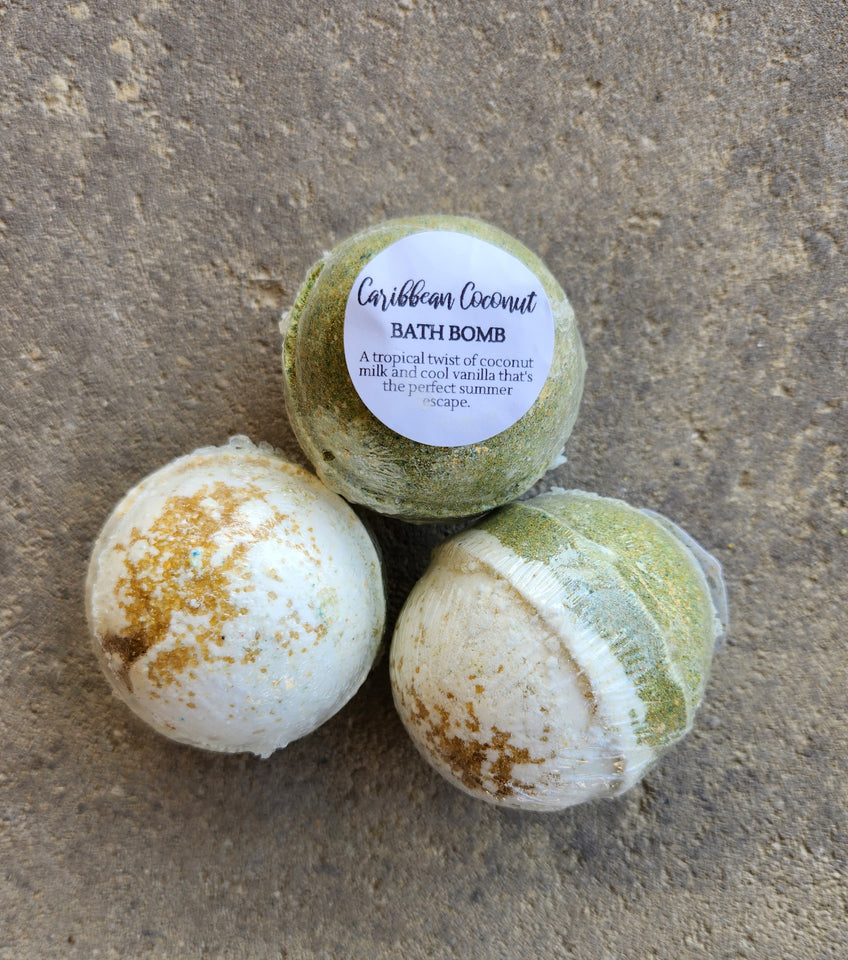 Caribbean Coconut
BATH BOMB
A tropical twist of coconut
milk and cool vanilla that's
the perfect summer
escape.